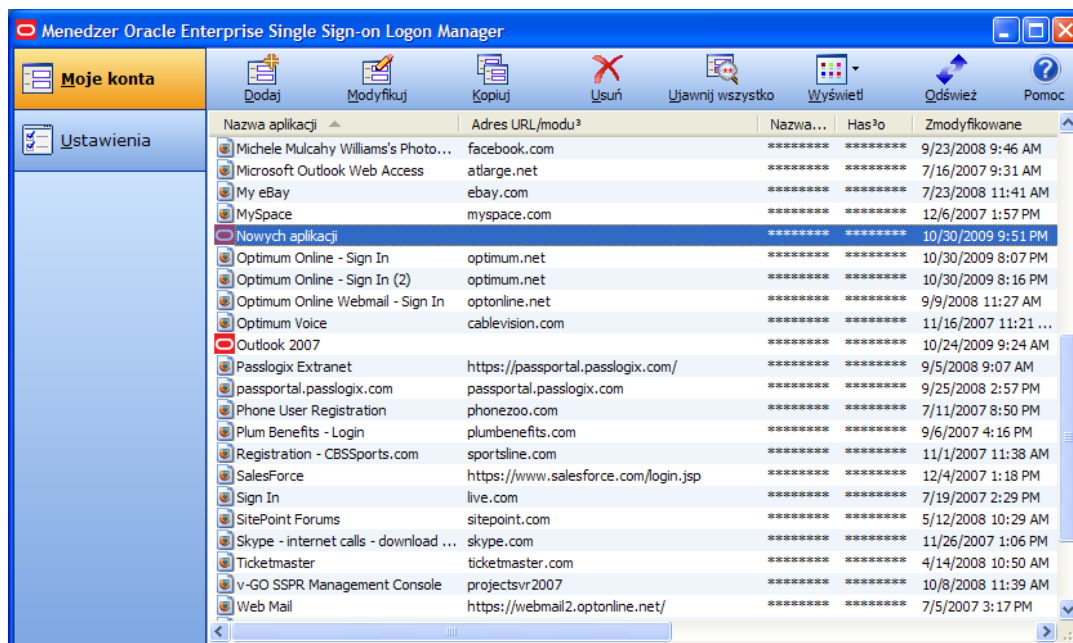 Menedzer Oracle Enterprise Single Sign-on Logon Manager
Moje konta
Ustawienia
Dodaj Modyfikuj Kopiuj Usuń Ujawnij wszystko Wyświetl Odśwież Pomoc
Nazwa aplikacji Adres URL/modu³ Nazwa... Has³o Zmodyfikowane
Michele Mulcahy Williams's Photo... facebook.com ******** ******** 9/23/2008 9:46 AM
Microsoft Outlook Web Access atlarge.net ******** ******** 7/16/2007 9:31 AM
My eBay ebay.com ******** ******** 7/23/2008 11:41 AM
MySpace myspace.com ******** ******** 12/6/2007 1:57 PM
Nowych aplikacji ******** ******** 10/30/2009 9:51 PM
Optimum Online - Sign In optimum.net ******** ******** 10/30/2009 8:07 PM
Optimum Online - Sign In (2) optimum.net ******** ******** 10/30/2009 8:16 PM
Optimum Online Webmail - Sign In optonline.net ******** ******** 9/9/2008 11:27 AM
Optimum Voice cablevision.com ******** ******** 11/16/2007 11:21 ...
Outlook 2007 ******** ******** 10/24/2009 9:24 AM
Passlogix Extranet https://passportal.passlogix.com/ ******** ******** 9/5/2008 9:07 AM
passportal.passlogix.com passportal.passlogix.com ******** ******** 9/25/2008 2:57 PM
Phone User Registration phonezoo.com ******** ******** 7/11/2007 8:50 PM
Plum Benefits - Login plumbenefits.com ******** ******** 9/6/2007 4:16 PM
Registration - CBSSports.com sportsline.com ******** ******** 11/1/2007 11:38 AM
SalesForce https://www.salesforce.com/login.jsp ******** ******** 12/4/2007 1:18 PM
Sign In live.com ******** ******** 7/19/2007 2:29 PM
SitePoint Forums sitepoint.com ******** ******** 5/12/2008 10:29 AM
Skype - internet calls - download ... skype.com ******** ******** 11/26/2007 1:06 PM
Ticketmaster ticketmaster.com ******** ******** 4/14/2008 10:50 AM
v-GO SSPR Management Console projectsvr2007 ******** ******** 10/8/2008 11:39 AM
Web Mail https://webmail2.optonline.net/ ******** ******** 7/5/2007 3:17 PM